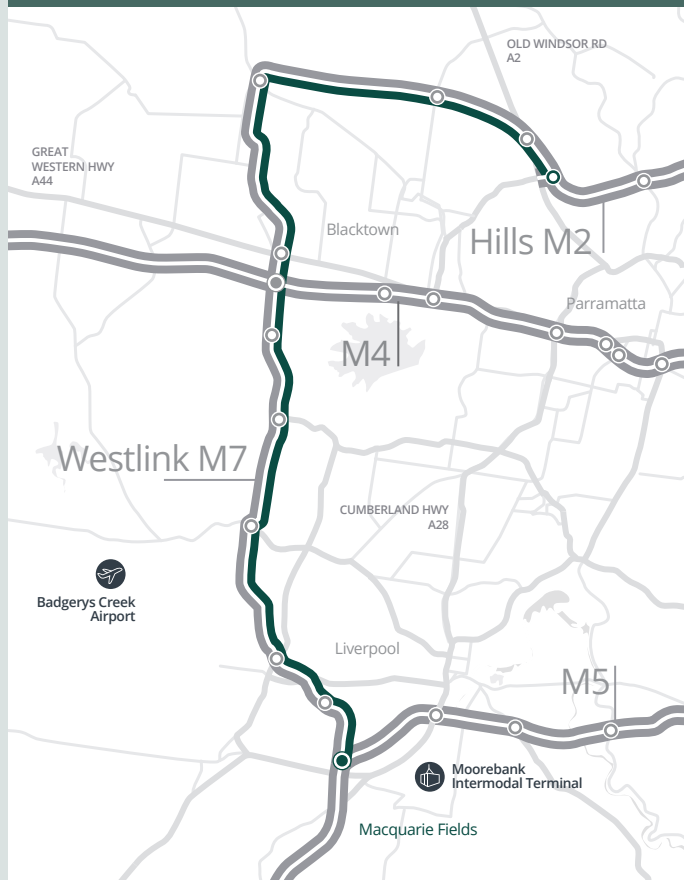 OLD WINDSOR RD
A2
GREAT
WESTERN HWY
A44
Blacktown
Hills M2
Parramatta
M4
Westlink M7
CUMBERLAND HWY
A28
Badgerys Creek
Airport
Liverpool
M5
Moorebank
Intermodal Terminal
Macquarie Fields